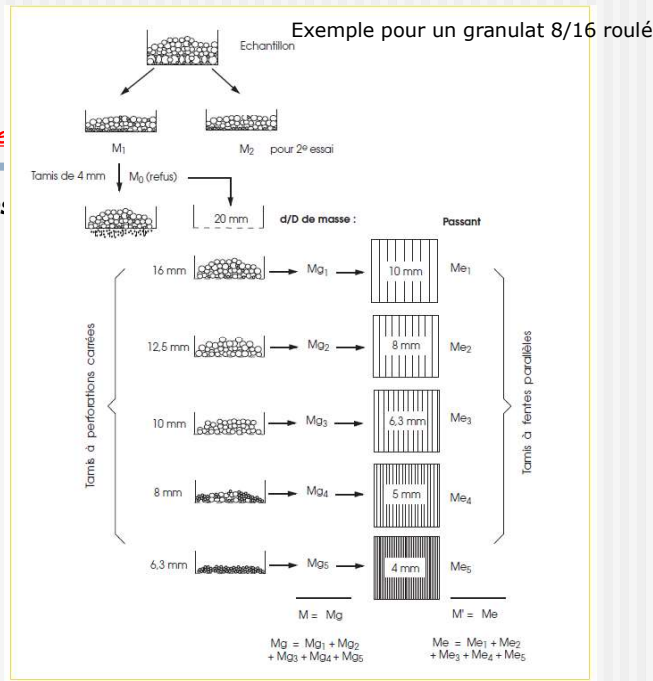 Exemple pour un granulat 8/16 roulé
Echantillon
M1
M2 pour 2e essai
Tamis de 4 mm
M0 (refus)
20 mm
d/D de masse :
Passant
Tamis à perforations carrées
16 mm
Mg1
10 mm
Me1
12,5 mm
Mg2
8 mm
Me2
10 mm
Mg3
6,3 mm
Me3
8 mm
Mg4
5 mm
Me4
6,3 mm
Mg5
4 mm
Me5
Tamis à fentes parallèles
M = Mg
M' = Me
Mg = Mg1 + Mg2
+ Mg3 + Mg4 + Mg5
Me = Me1 + Me2
+ Me3 + Me4 + Me5